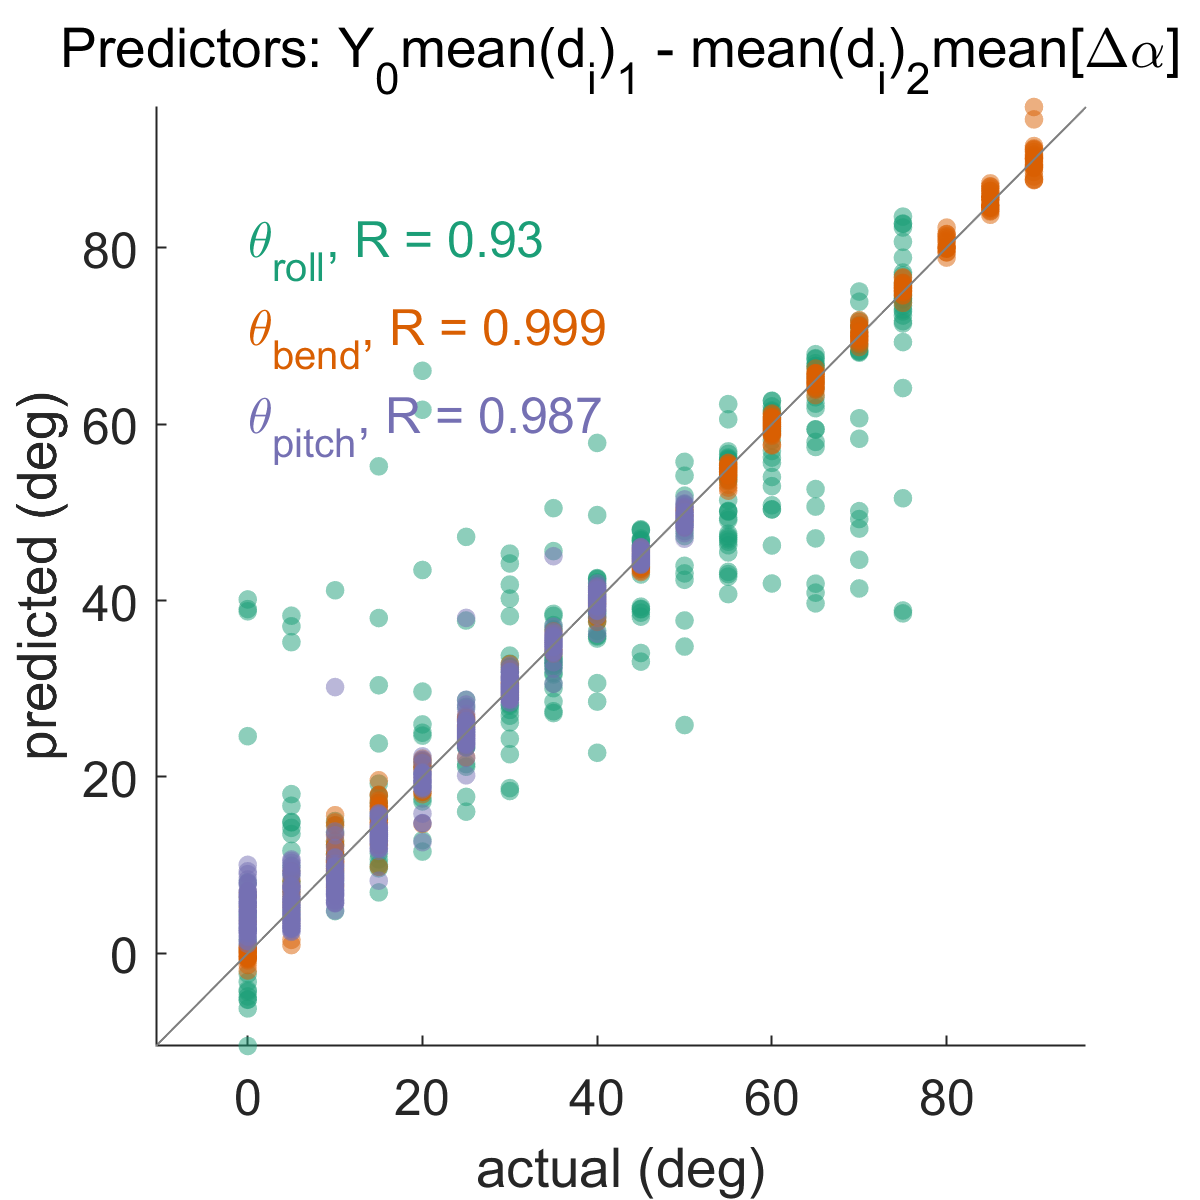 Predictors: Y₀mean(dᵢ)₁ - mean(dᵢ)₂mean[Δα]
θroll, R = 0.93
θbend, R = 0.999
θpitch, R = 0.987
80
60
40
20
0
predicted (deg)
0 20 40 60 80
actual (deg)